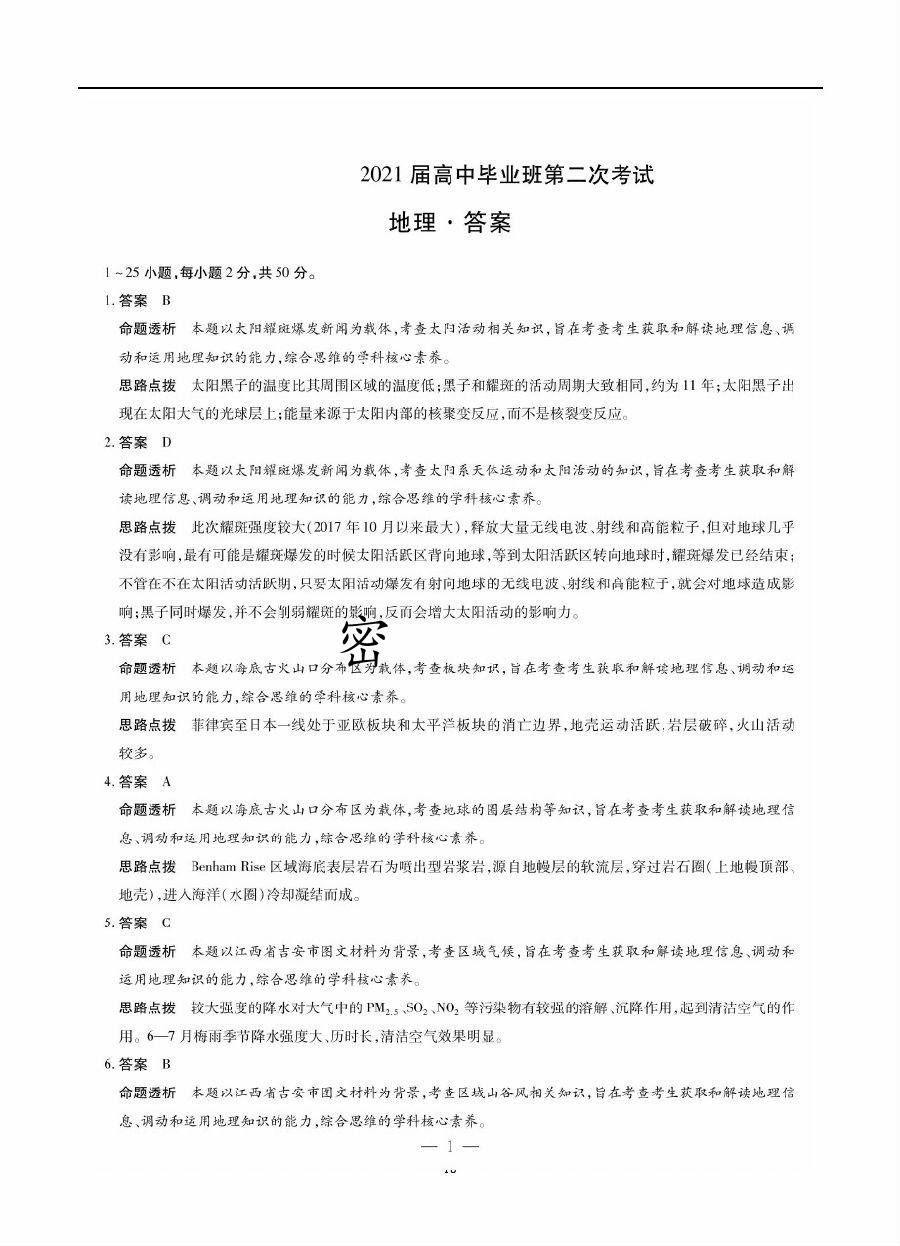 2021 届高中毕业班第二次考试
地理·答案
1~25 小题,每小题 2 分,共 50 分。
1. 答案 B
命题透析 本题以太阳耀斑爆发新闻为载体,考查太阳活动相关知识,旨在考查考生获取和解读地理信息、调
动和运用地理知识的能力,综合思维的学科核心素养。
思路点拨 太阳黑子的温度比其周围区域的温度低;黑子和耀斑的活动周期大致相同,约为 11 年;太阳黑子出
现在太阳大气的光球层上;能量来源于太阳内部的核聚变反应,而不是核裂变反应。
2. 答案 D
命题透析 本题以太阳耀斑爆发新闻为载体,考查太阳系天体运动和太阳活动的知识,旨在考查考生获取和解
读地理信息、调动和运用地理知识的能力,综合思维的学科核心素养。
思路点拨 此次耀斑强度较大(2017 年 10 月以来最大),释放大量无线电波、射线和高能粒子,但对地球几乎
没有影响,最有可能是耀斑爆发的时候太阳活跃区背向地球,等到太阳活跃区转向地球时,耀斑爆发已经结束;
不管在不在太阳活动活跃期,只要太阳活动爆发有射向地球的无线电波、射线和高能粒子,就会对地球造成影
响;黑子同时爆发,并不会削弱耀斑的影响,反而会增大太阳活动的影响力。
密
3. 答案 C
命题透析 本题以海底古火山口分布区为载体,考查板块知识,旨在考查考生获取和解读地理信息、调动和运
用地理知识的能力,综合思维的学科核心素养。
思路点拨 菲律宾至日本一线处于亚欧板块和太平洋板块的消亡边界,地壳运动活跃,岩层破碎,火山活动
较多。
4. 答案 A
命题透析 本题以海底古火山口分布区为载体,考查地球的圈层结构等知识,旨在考查考生获取和解读地理信
息、调动和运用地理知识的能力,综合思维的学科核心素养。
思路点拨 Benham Rise 区域海底表层岩石为喷出型岩浆岩,源自地幔层的软流层,穿过岩石圈(上地幔顶部、
地壳),进入海洋(水圈)冷却凝结而成。
5. 答案 C
命题透析 本题以江西省吉安市图文材料为背景,考查区域气候,旨在考查考生获取和解读地理信息、调动和
运用地理知识的能力,综合思维的学科核心素养。
思路点拨 较大强度的降水对大气中的 PM2.5、SO2、NO2 等污染物有较强的溶解、沉降作用,起到清洁空气的作
用。6—7 月梅雨季节降水强度大、历时长,清洁空气效果明显。
6. 答案 B
命题透析 本题以江西省吉安市图文材料为背景,考查区域山谷风相关知识,旨在考查考生获取和解读地理信
息、调动和运用地理知识的能力,综合思维的学科核心素养。
— 1 —